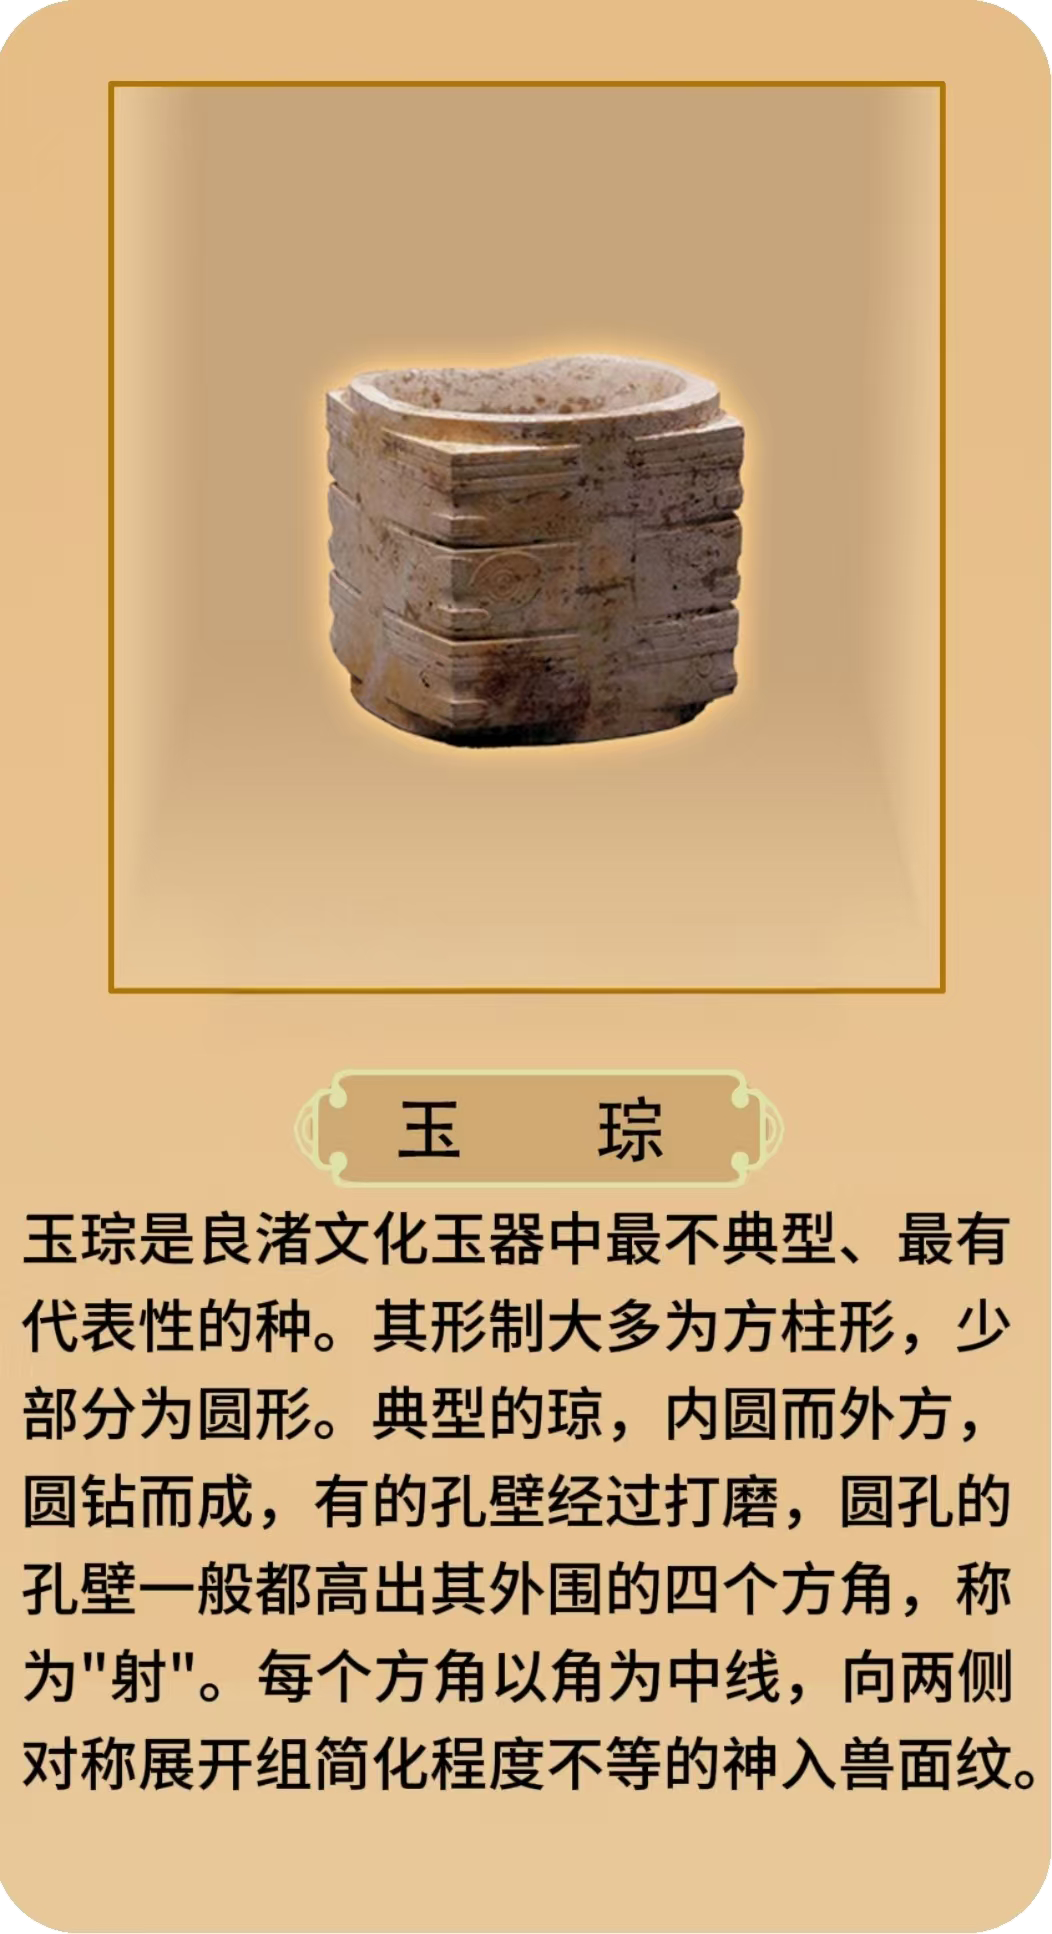 玉 琮
玉琮是良渚文化玉器中最不典型、最有
代表性的种。其形制大多为方柱形，少
部分为圆形。典型的琼，内圆而外方，
圆钻而成，有的孔壁经过打磨，圆孔的
孔壁一般都高出其外围的四个方角，称
为"射"。每个方角以角为中线，向两侧
对称展开组简化程度不等的神入兽面纹。